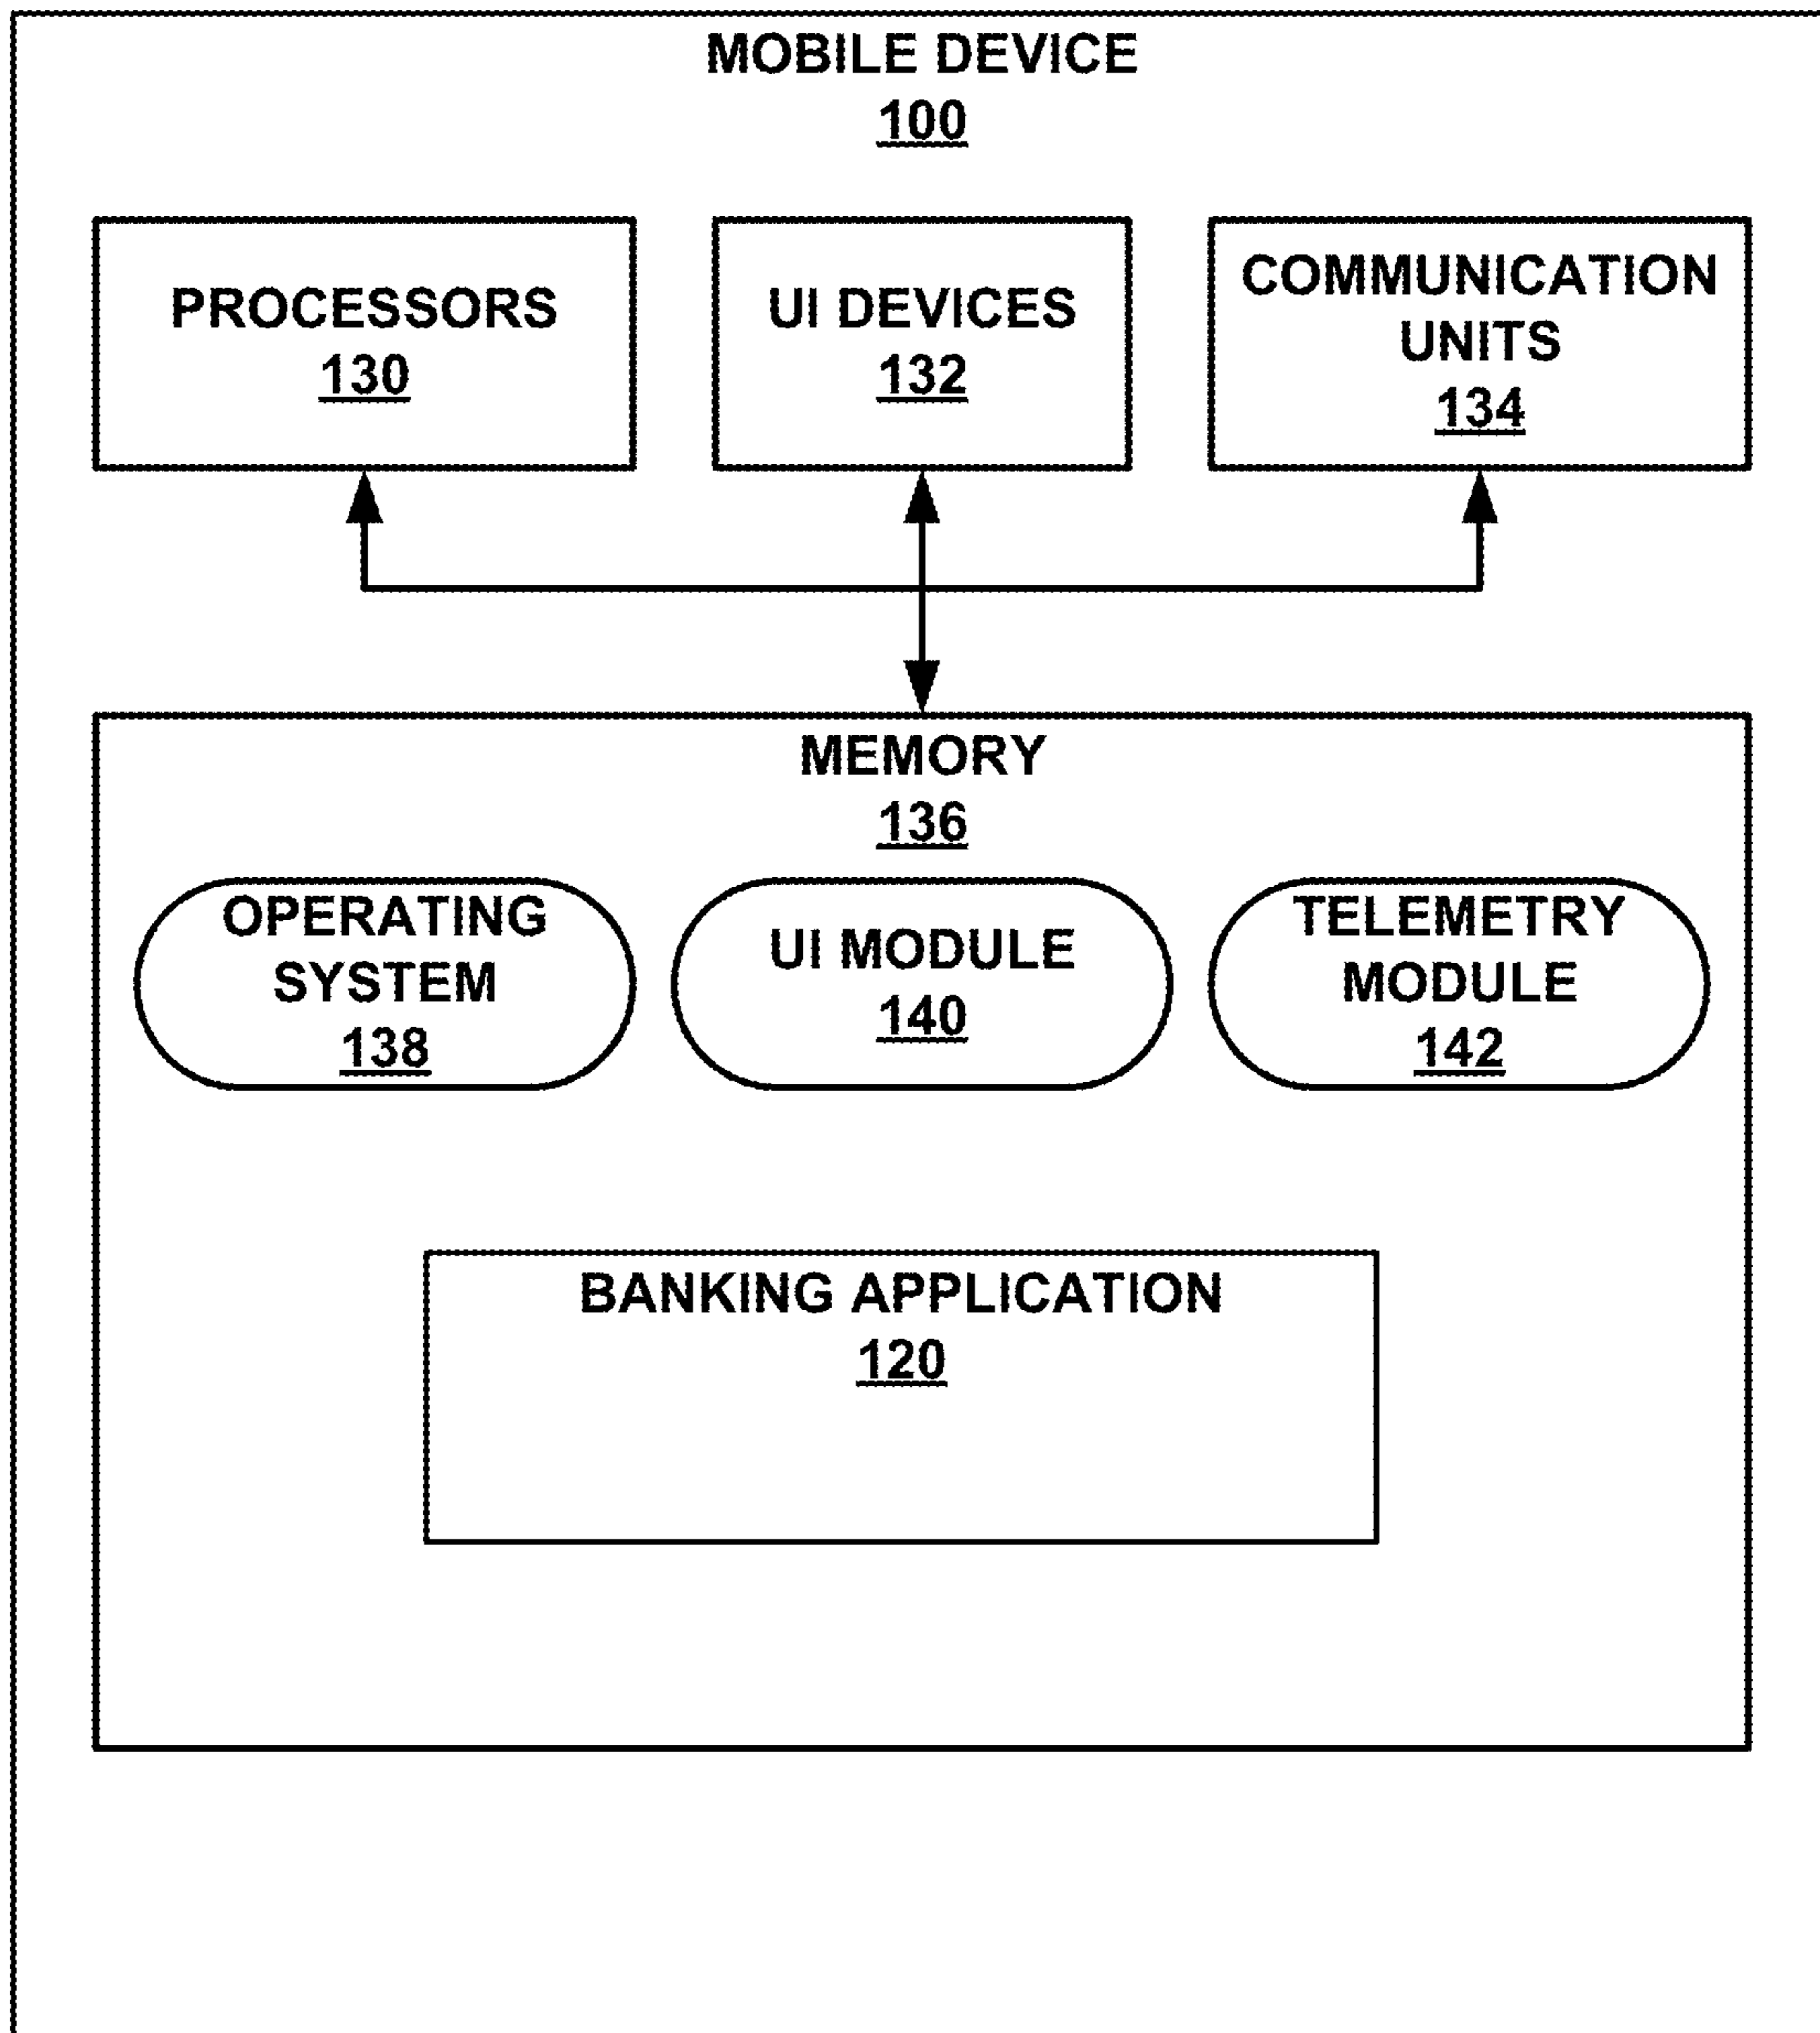 MOBILE DEVICE
100
PROCESSORS
130
UI DEVICES
132
COMMUNICATION
UNITS
134
MEMORY
136
OPERATING
SYSTEM
138
UI MODULE
140
TELEMETRY
MODULE
142
BANKING APPLICATION
120